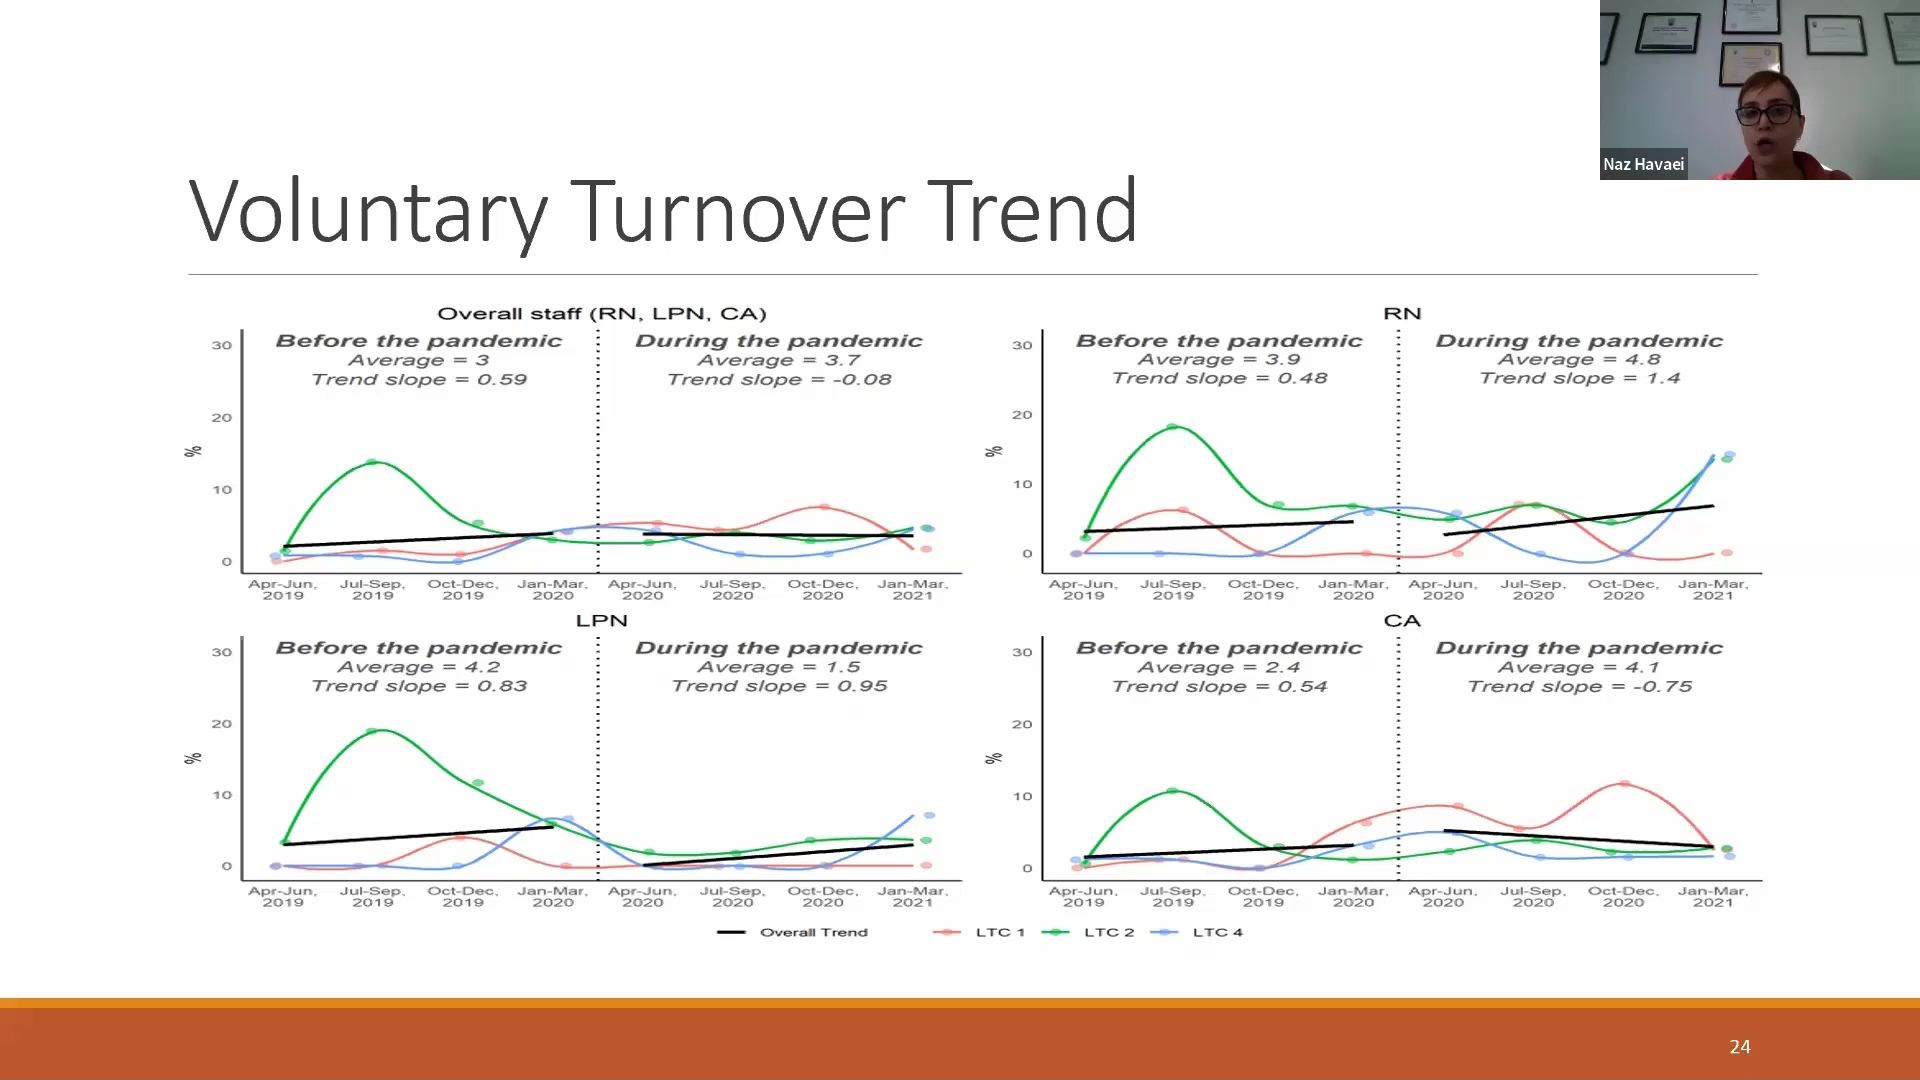 Naz Havaei
Voluntary Turnover Trend
Overall staff (RN, LPN, CA)
Before the pandemic
Average = 3
Trend slope = 0.59
During the pandemic
Average = 3.7
Trend slope = -0.08
30
20
10
0
%
Apr-Jun, 2019
Jul-Sep, 2019
Oct-Dec, 2019
Jan-Mar, 2020
Apr-Jun, 2020
Jul-Sep, 2020
Oct-Dec, 2020
Jan-Mar, 2021
RN
Before the pandemic
Average = 3.9
Trend slope = 0.48
During the pandemic
Average = 4.8
Trend slope = 1.4
30
20
10
0
%
Apr-Jun, 2019
Jul-Sep, 2019
Oct-Dec, 2019
Jan-Mar, 2020
Apr-Jun, 2020
Jul-Sep, 2020
Oct-Dec, 2020
Jan-Mar, 2021
LPN
Before the pandemic
Average = 4.2
Trend slope = 0.83
During the pandemic
Average = 1.5
Trend slope = 0.95
30
20
10
0
%
Apr-Jun, 2019
Jul-Sep, 2019
Oct-Dec, 2019
Jan-Mar, 2020
Apr-Jun, 2020
Jul-Sep, 2020
Oct-Dec, 2020
Jan-Mar, 2021
CA
Before the pandemic
Average = 2.4
Trend slope = 0.54
During the pandemic
Average = 4.1
Trend slope = -0.75
30
20
10
0
%
Apr-Jun, 2019
Jul-Sep, 2019
Oct-Dec, 2019
Jan-Mar, 2020
Apr-Jun, 2020
Jul-Sep, 2020
Oct-Dec, 2020
Jan-Mar, 2021
Overall Trend LTC 1 LTC 2 LTC 4
24